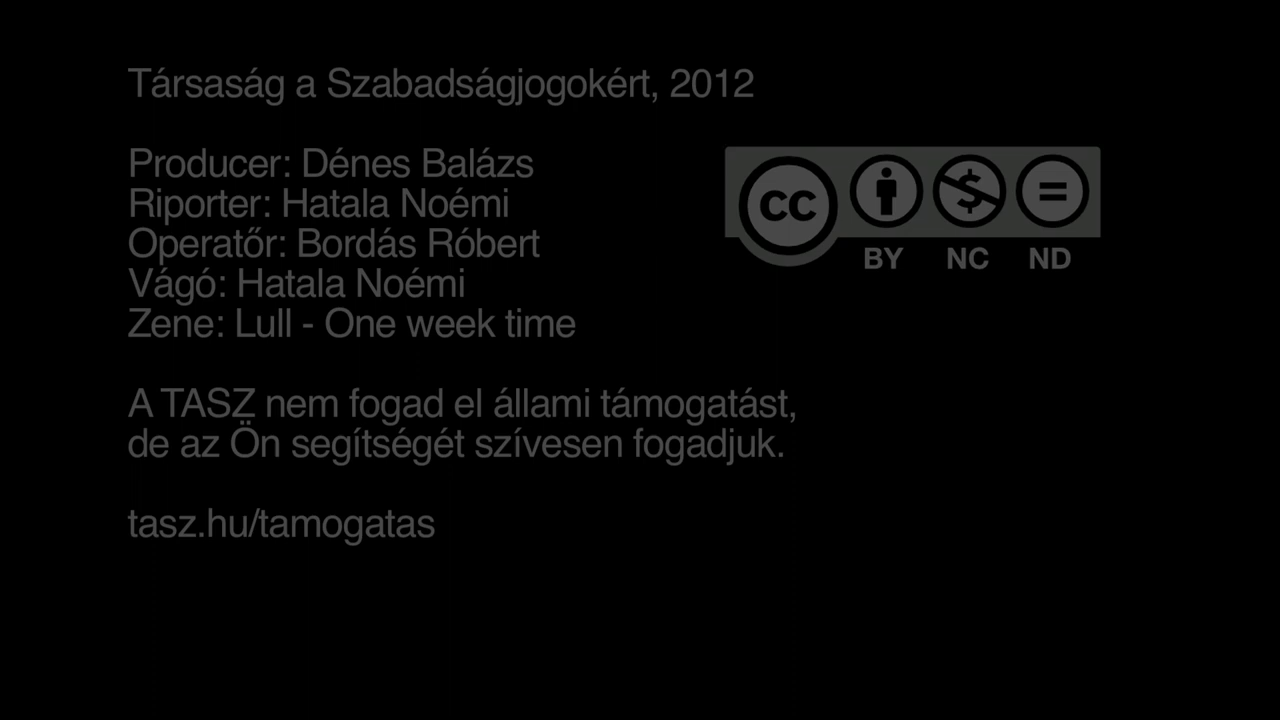 Társaság a Szabadságjogokért, 2012
Producer: Dénes Balázs
Riporter: Hatala Noémi
Operatőr: Bordás Róbert
Vágó: Hatala Noémi
Zene: Lull - One week time
cc
BY NC ND
A TASZ nem fogad el állami támogatást,
de az Ön segítségét szívesen fogadjuk.
tasz.hu/tamogatas